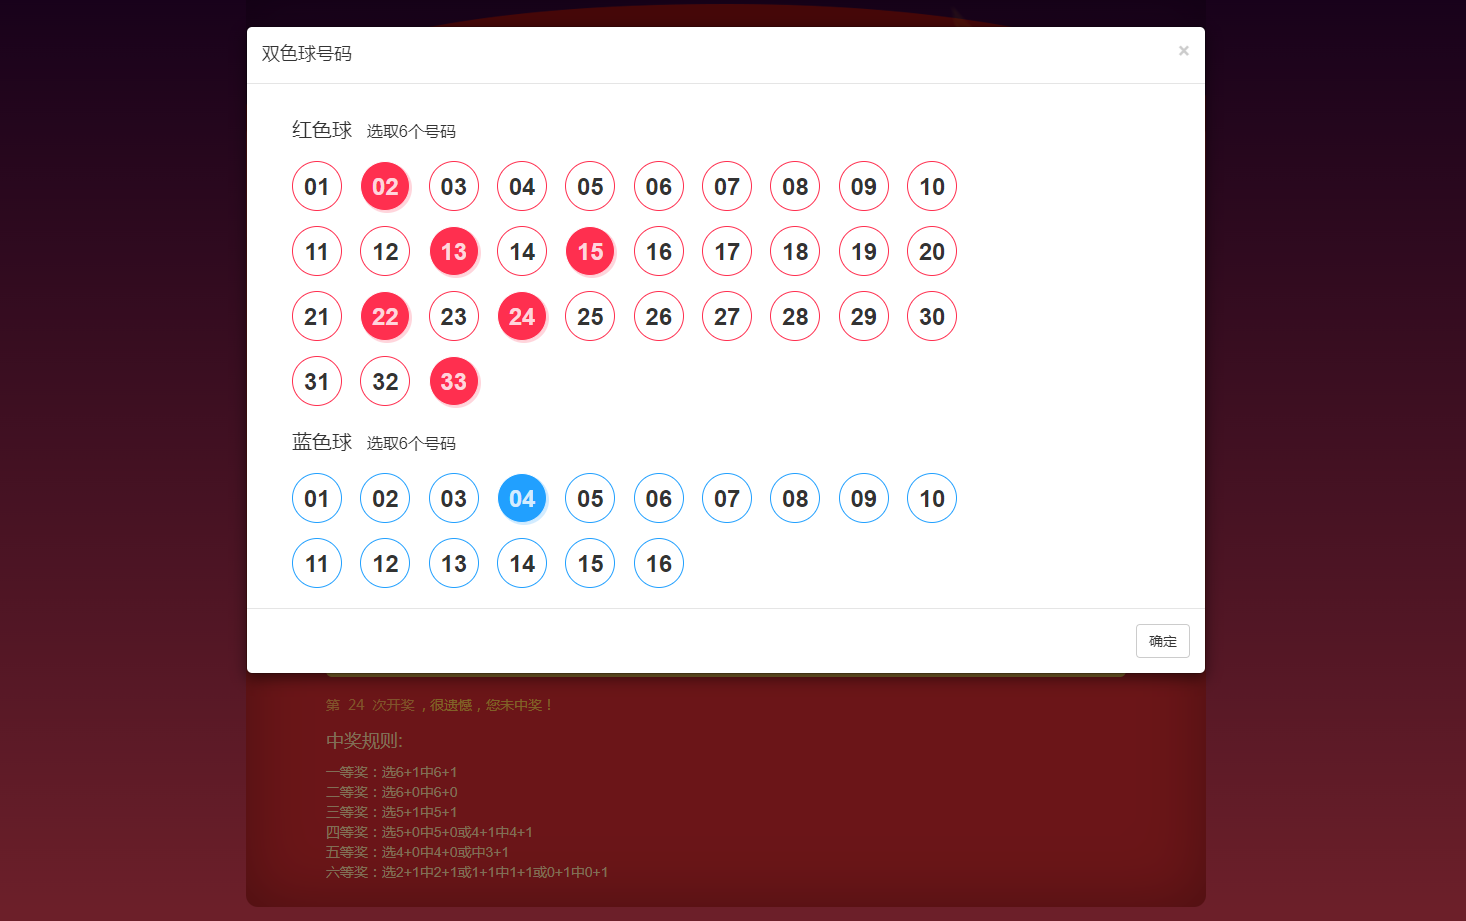 双色球号码 ×
红色球 选取6个号码
01 02 03 04 05 06 07 08 09 10
11 12 13 14 15 16 17 18 19 20
21 22 23 24 25 26 27 28 29 30
31 32 33
蓝色球 选取6个号码
01 02 03 04 05 06 07 08 09 10
11 12 13 14 15 16
确定
第 24 次开奖，很遗憾，您未中奖！
中奖规则:
一等奖：选6+1中6+1
二等奖：选6+0中6+0
三等奖：选5+1中5+1
四等奖：选5+0中5+0或4+1中4+1
五等奖：选4+0中4+0或中3+1
六等奖：选2+1中2+1或1+1中1+1或0+1中0+1